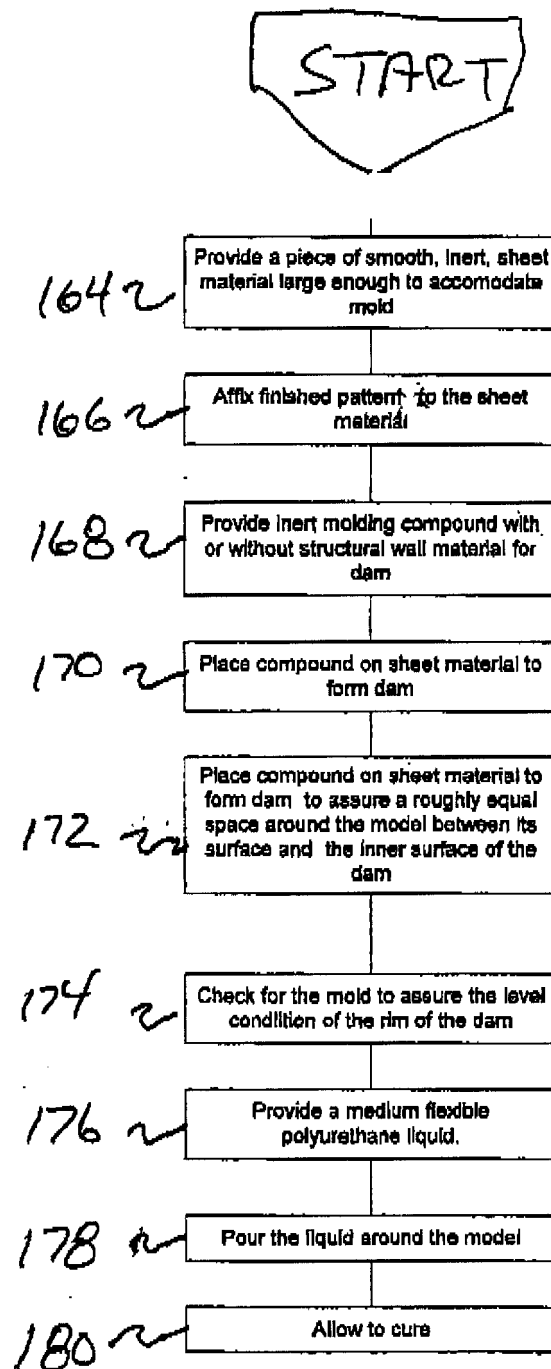 START
164
Provide a piece of smooth, inert, sheet
material large enough to accomodate
mold
166
Affix finished pattern to the sheet
material
168
Provide inert molding compound with
or without structural wall material for
dam
170
Place compound on sheet material to
form dam
172
Place compound on sheet material to
form dam to assure a roughly equal
space around the model between its
surface and the inner surface of the
dam
174
Check for the mold to assure the level
condition of the rim of the dam
176
Provide a medium flexible
polyurethane liquid.
178
Pour the liquid around the model
180
Allow to cure